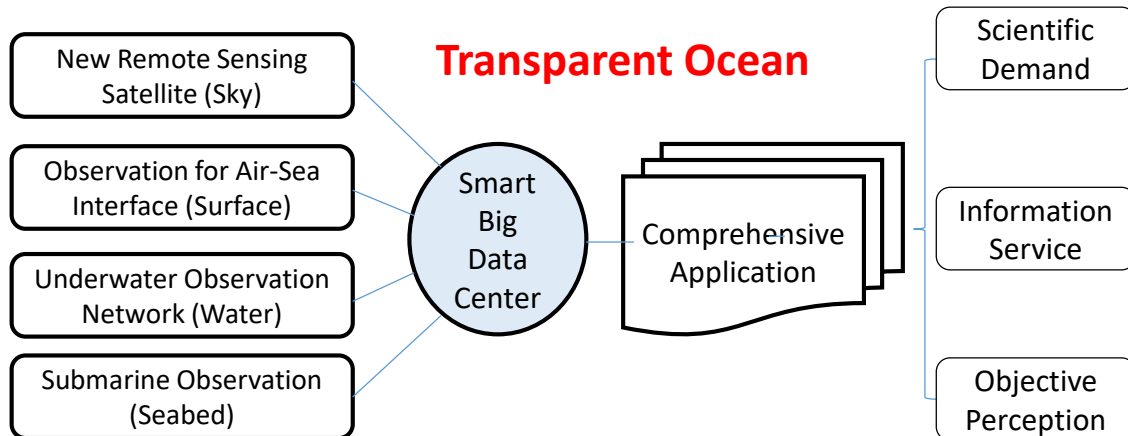 Transparent Ocean
New Remote Sensing
Satellite (Sky)
Observation for Air-Sea
Interface (Surface)
Underwater Observation
Network (Water)
Submarine Observation
(Seabed)
Smart
Big
Data
Center
Comprehensive
Application
Scientific
Demand
Information
Service
Objective
Perception